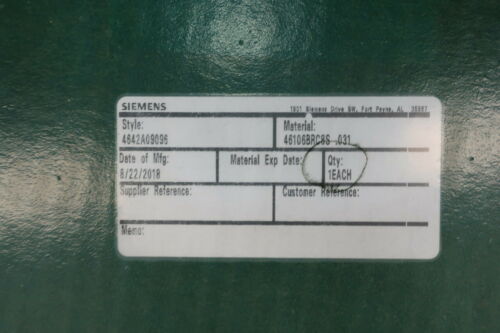 SIEMENS 1901 Siemens Drive SW, Fort Payne, AL 35967
Style: Material:
4642A09096 46106BRC8S .031
Date of Mfg: Material Exp Date: Qty:
8/22/2018 1EACH
Supplier Reference: Customer Reference:
Memo: